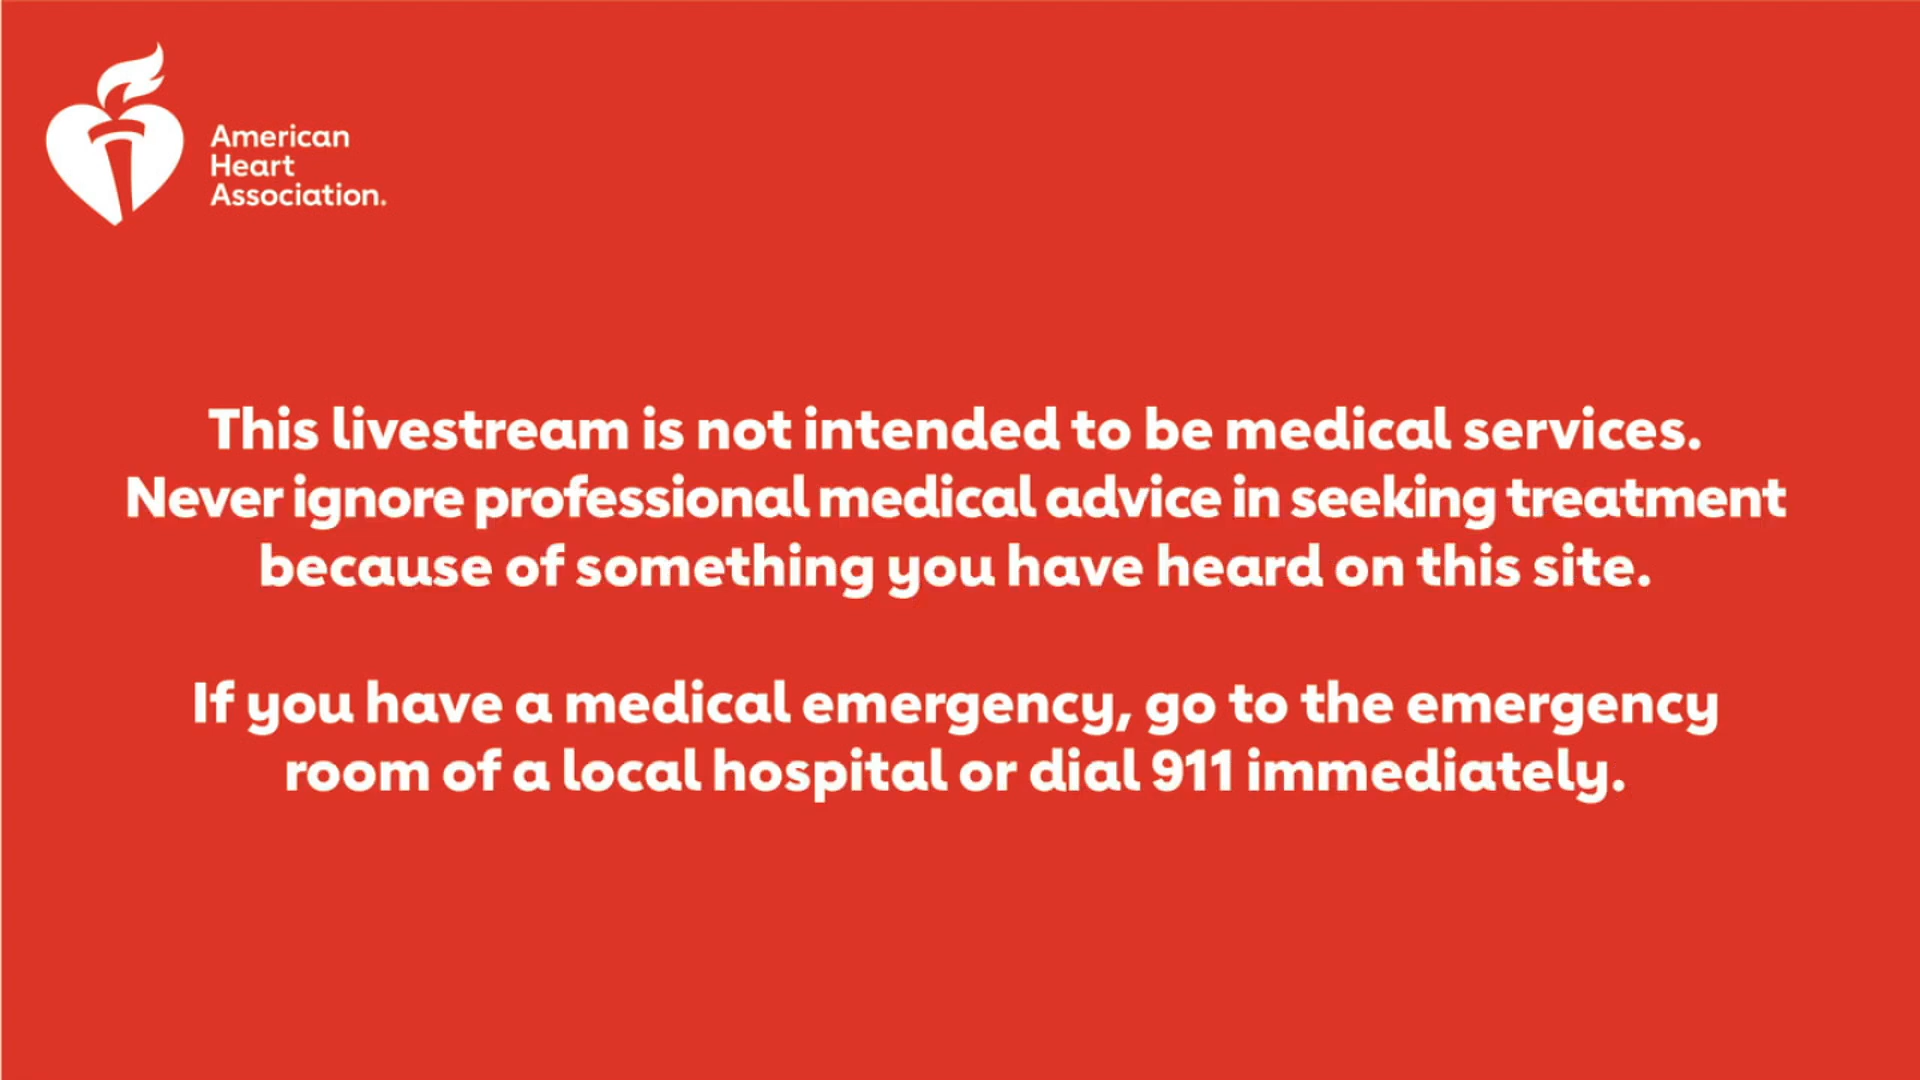 American
Heart
Association.
This livestream is not intended to be medical services.
Never ignore professional medical advice in seeking treatment
because of something you have heard on this site.
If you have a medical emergency, go to the emergency
room of a local hospital or dial 911 immediately.